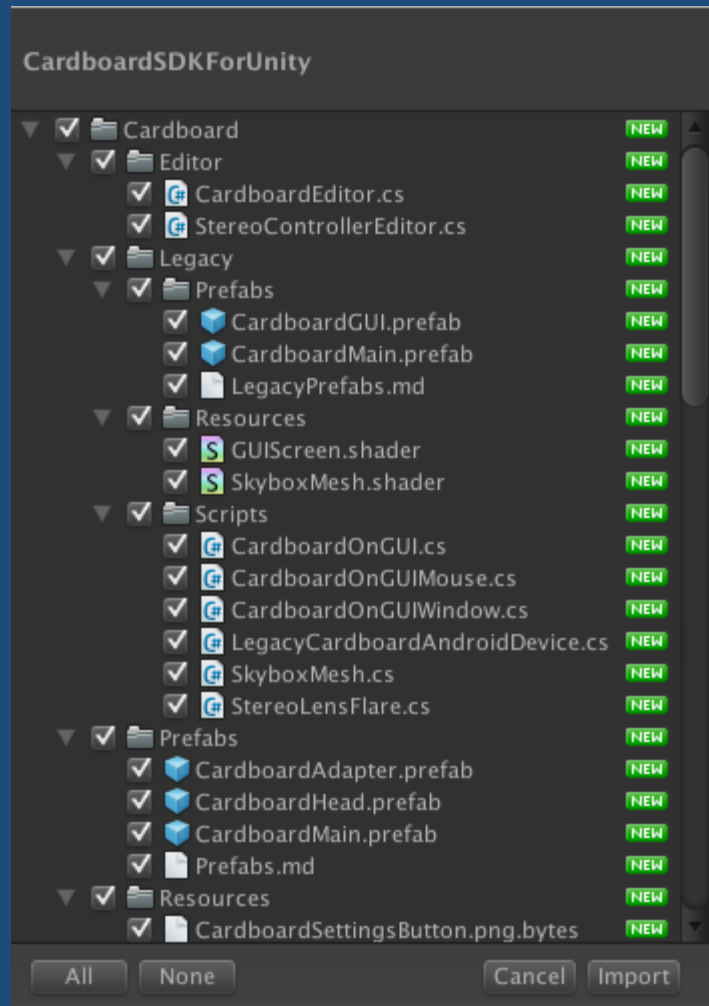 CardboardSDKForUnity
Cardboard NEW
Editor NEW
CardboardEditor.cs NEW
StereoControllerEditor.cs NEW
Legacy NEW
Prefabs NEW
CardboardGUI.prefab NEW
CardboardMain.prefab NEW
LegacyPrefabs.md NEW
Resources NEW
GUIScreen.shader NEW
SkyboxMesh.shader NEW
Scripts NEW
CardboardOnGUI.cs NEW
CardboardOnGUIMouse.cs NEW
CardboardOnGUIWindow.cs NEW
LegacyCardboardAndroidDevice.cs NEW
SkyboxMesh.cs NEW
StereoLensFlare.cs NEW
Prefabs NEW
CardboardAdapter.prefab NEW
CardboardHead.prefab NEW
CardboardMain.prefab NEW
Prefabs.md NEW
Resources NEW
CardboardSettingsButton.png.bytes NEW
All None Cancel Import